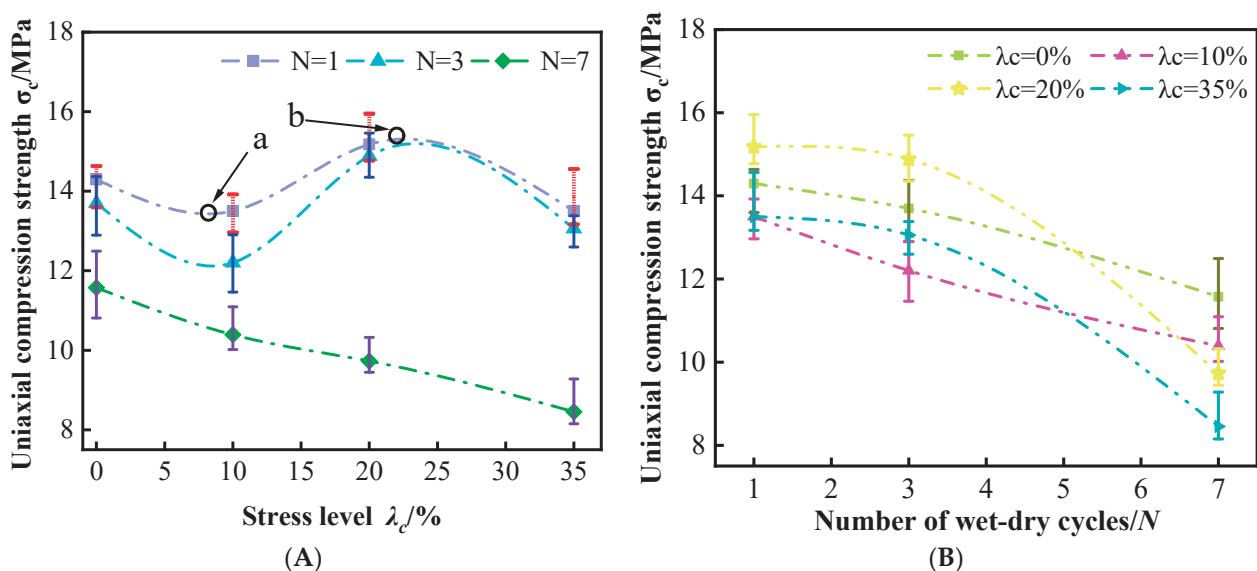 18
16
14
12
10
8
Uniaxial compression strength σc/MPa
N=1 N=3 N=7
a
b
0 5 10 15 20 25 30 35
Stress level λc/%
(A)
18
16
14
12
10
8
Uniaxial compression strength σc/MPa
λc=0% λc=10%
λc=20% λc=35%
1 2 3 4 5 6 7
Number of wet-dry cycles/N
(B)